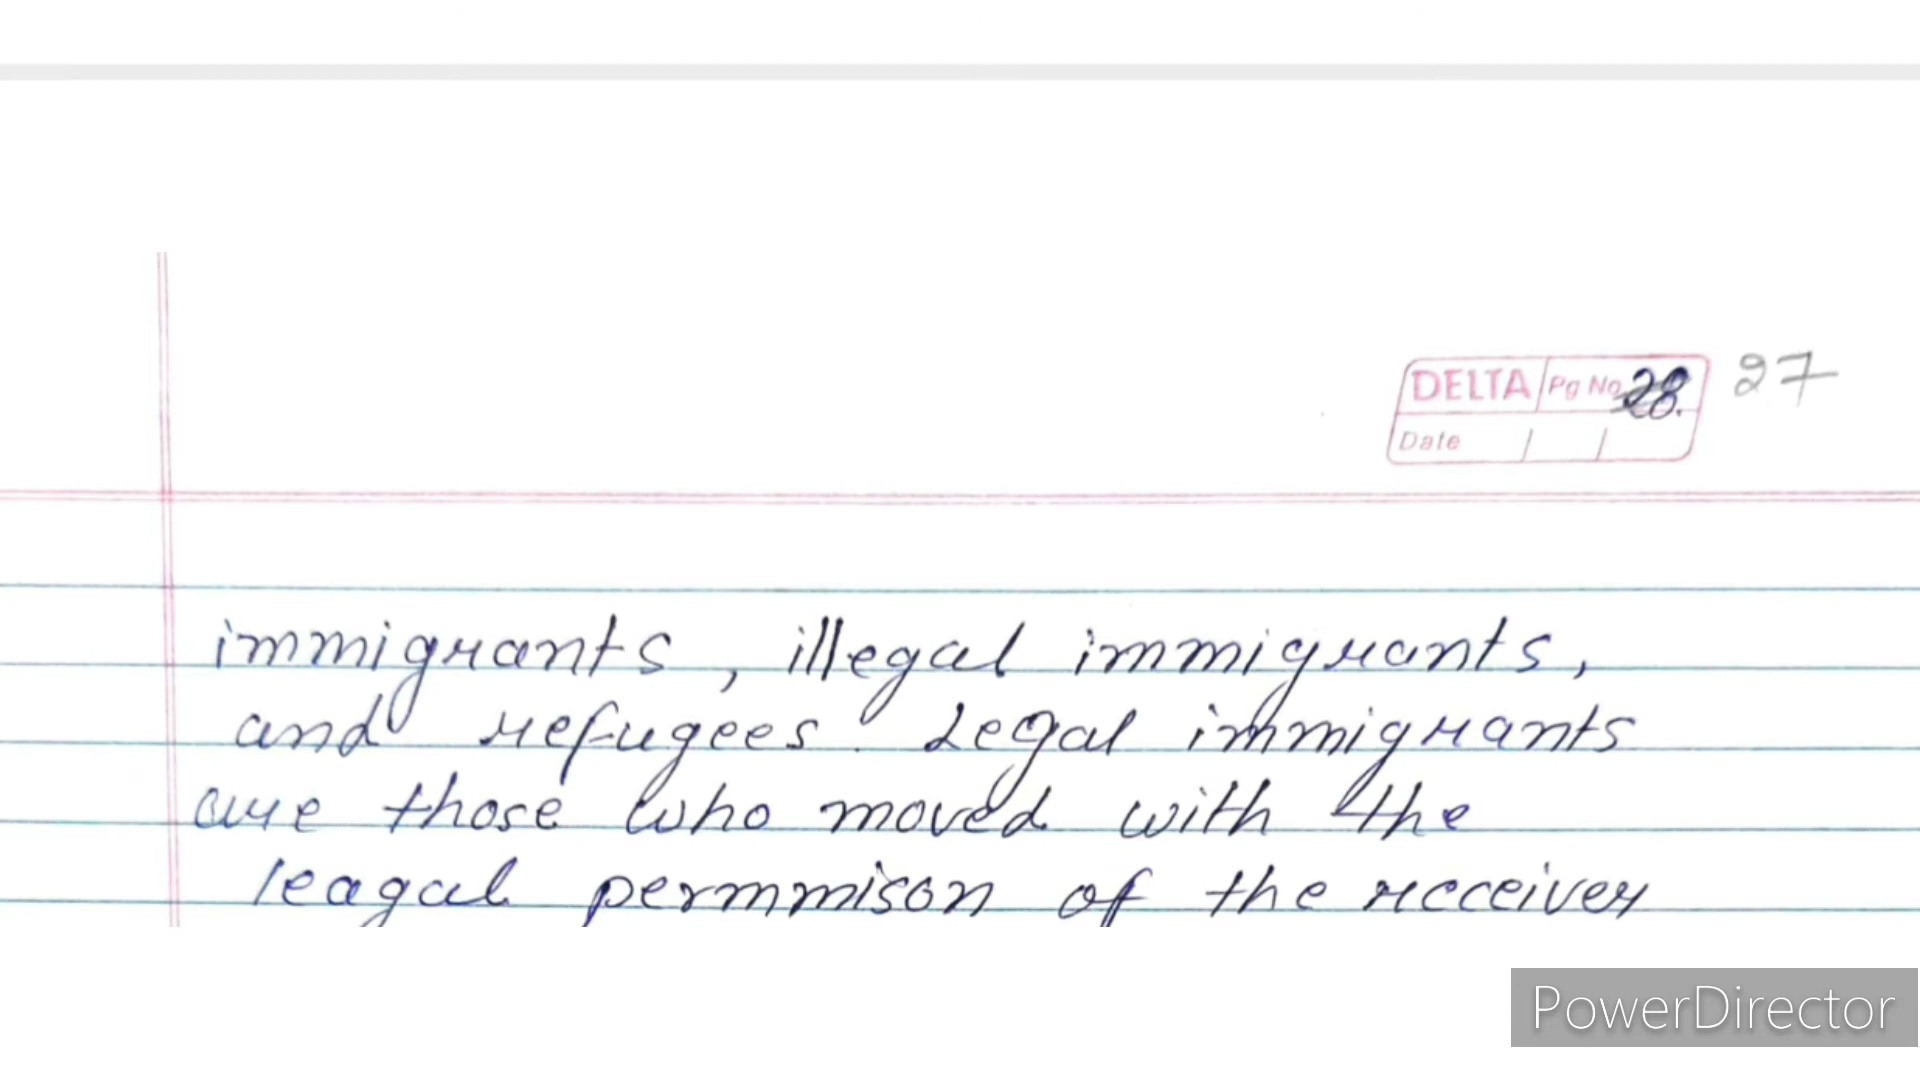 DELTA Pg No. 28. 27
Date / /
immigrants, illegal immigrants,
and refugees. Legal immigrants
are those who moved with the
leagal permmison of the receiver
PowerDirector